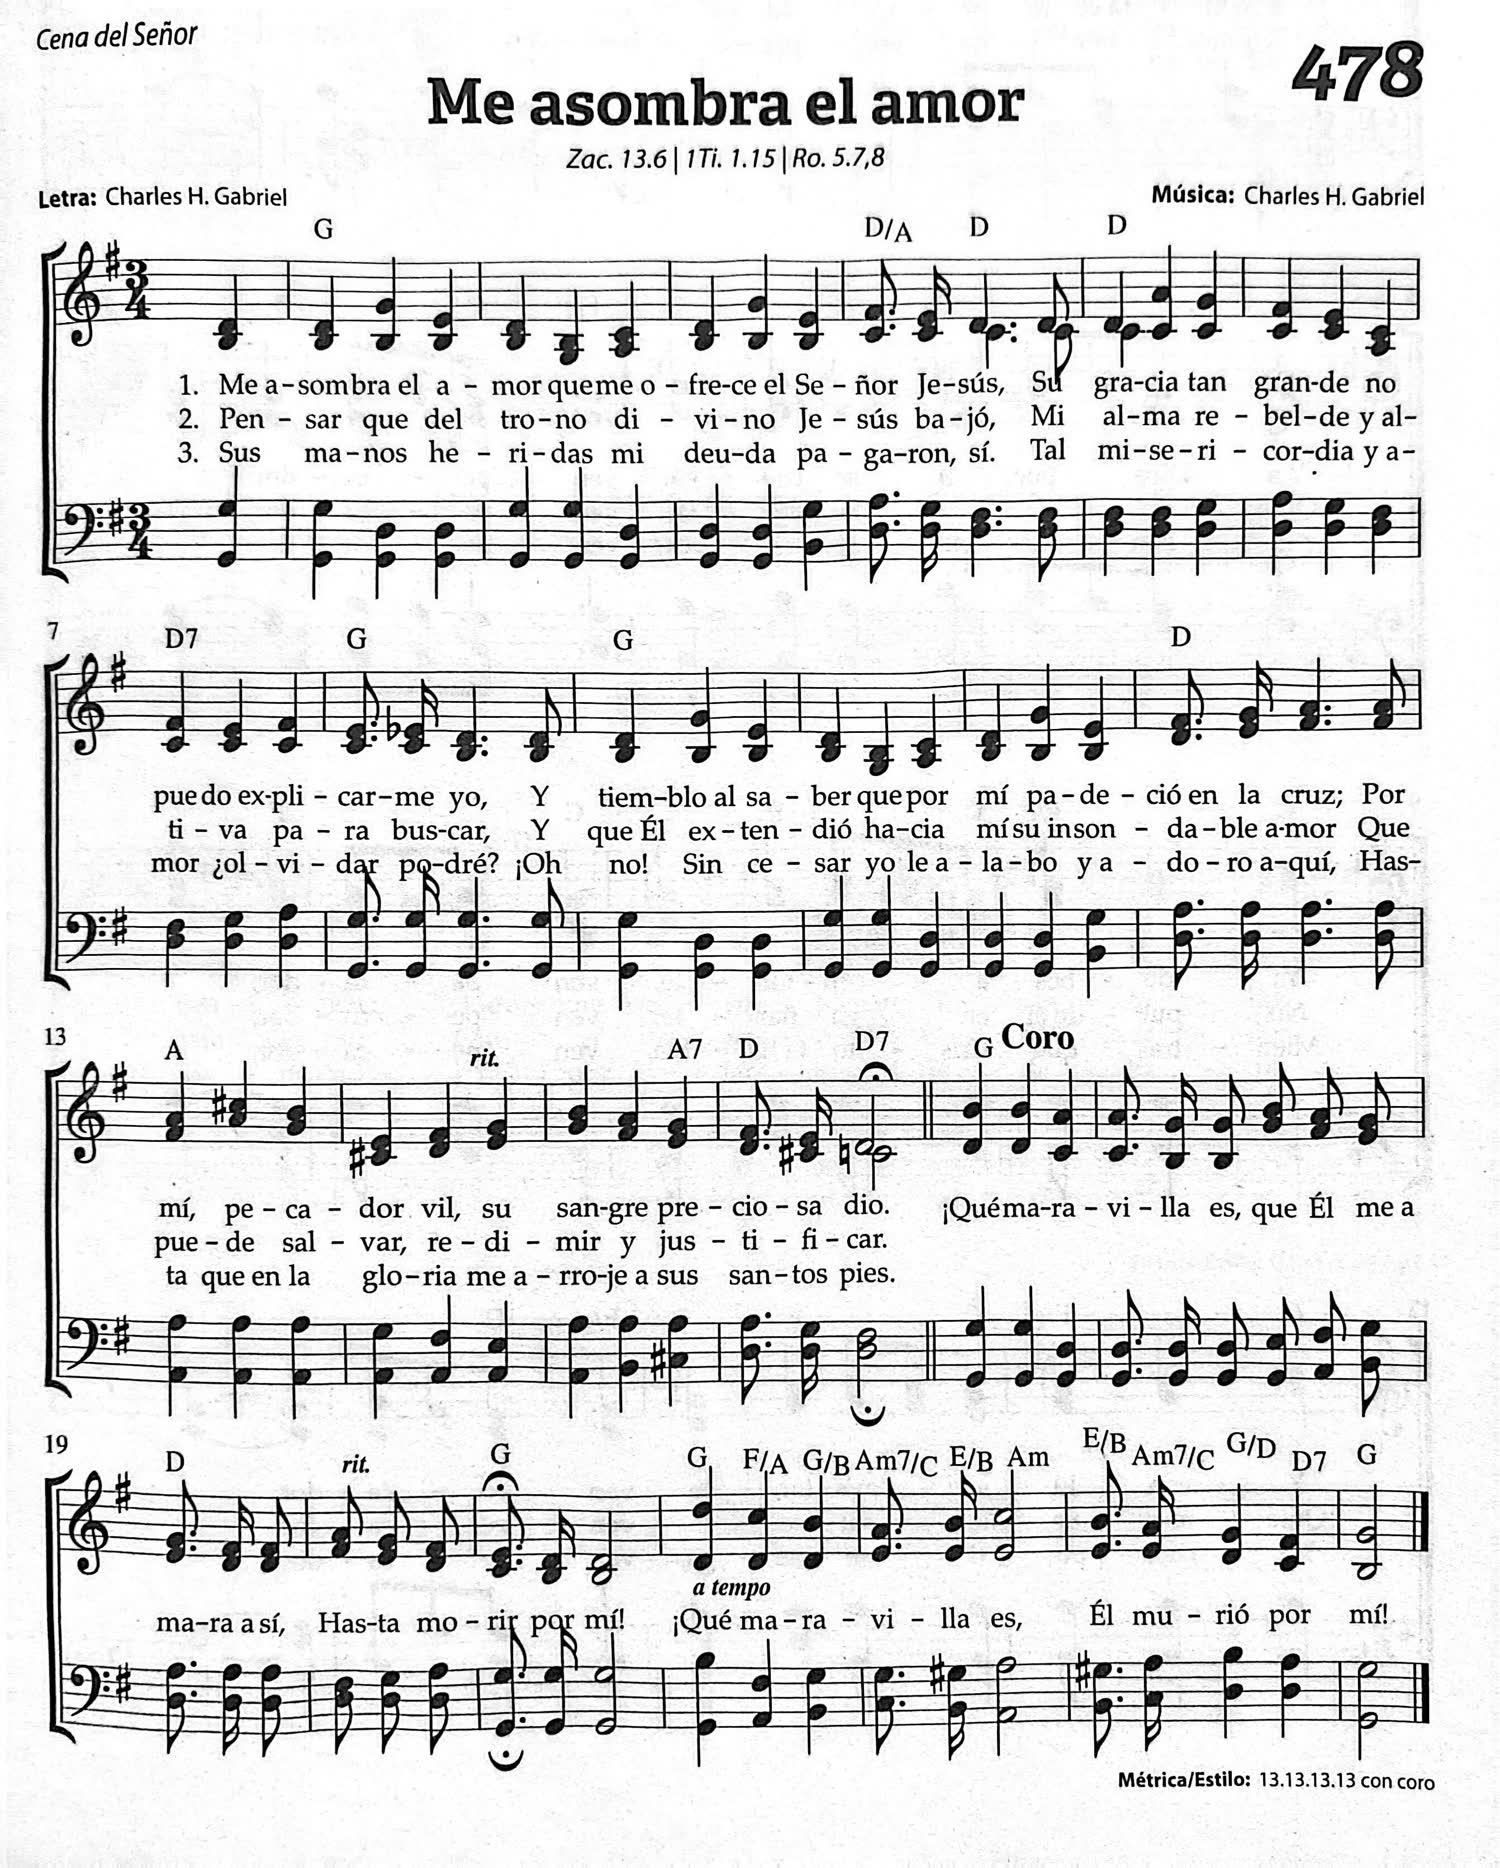 Cena del Señor
478
Me asombra el amor
Zac. 13.6 | 1Ti. 1.15 | Ro. 5.7,8
Letra: Charles H. Gabriel
Música: Charles H. Gabriel
G D/A D D
3 4
1. Me a-sombra el a - mor que me o - fre-ce el Se - ñor Je-sús, Su gra-cia tan gran-de no
2. Pen - sar que del tro-no di - vi-no Je - sús ba-jó, Mi al-ma re - bel-de y al-
3. Sus ma-nos he - ri-das mi deu-da pa - ga-ron, sí. Tal mi-se-ri - cor-dia y a-
3 4
7
D7 G G D
puedo ex-pli - car-me yo, Y tiem-blo al sa - ber que por mí pa-de - ció en la cruz; Por
ti - va pa - ra bus-car, Y que Él ex-ten - dió ha-cia mí su in son - da-ble a-mor Que
mor ¿ol-vi - dar po-dré? ¡Oh no! Sin ce - sar yo le a-la-bo y a - do-ro a-quí, Has-
13
A rit. A7 D D7 G Coro
mí, pe-ca - dor vil, su san-gre pre-cio-sa dio. ¡Qué ma-ra - vi-lla es, que Él me a
pue-de sal - var, re-di - mir y jus - ti - fi-car.
ta que en la glo-ria me a-rro-je a sus san-tos pies.
19
D rit. G G F/A G/B Am7/C E/B Am E/B Am7/C G/D D7 G
a tempo
ma-ra a sí, Has-ta mo-rir por mí! ¡Qué ma-ra - vi - lla es, Él mu - rió por mí!
Métrica/Estilo: 13.13.13.13 con coro